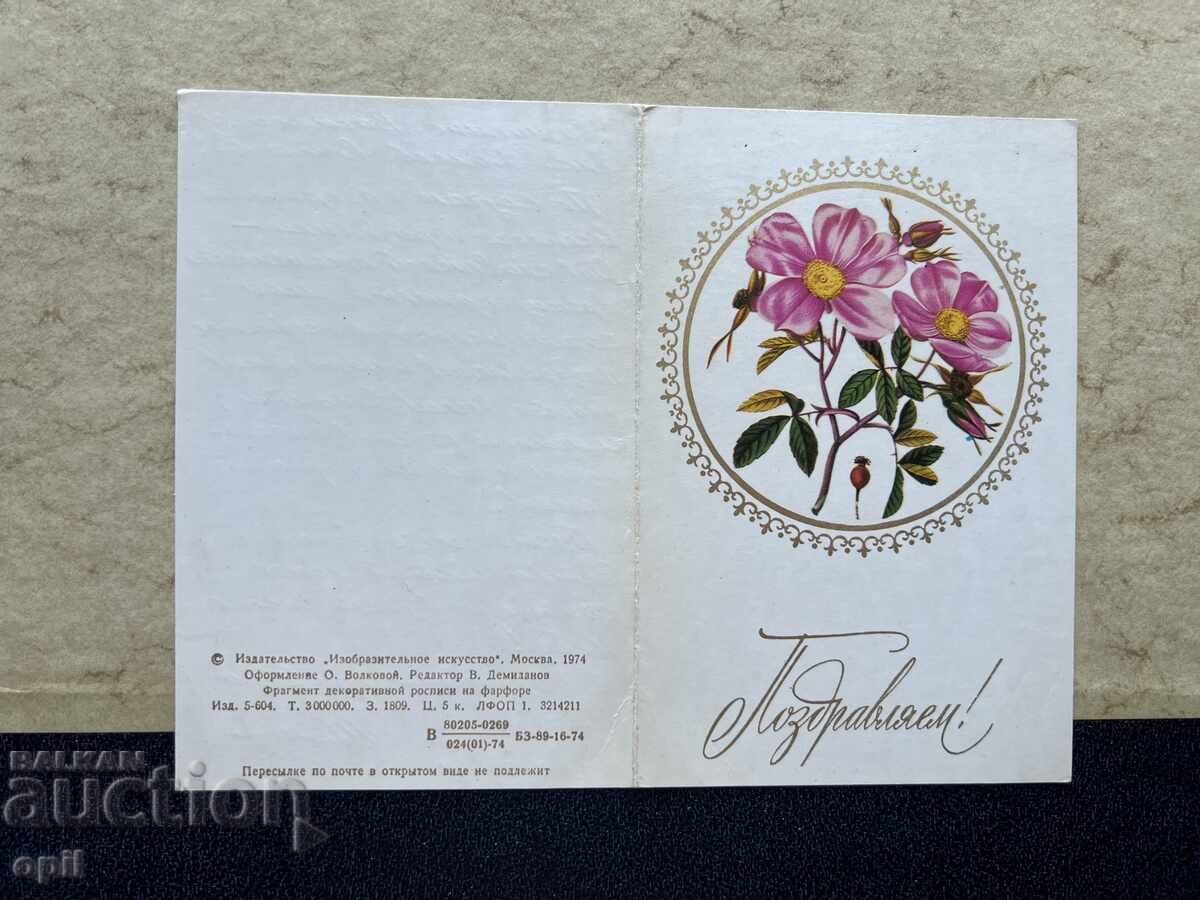 © Издательство „Изобразительное искусство", Москва, 1974
Оформление О. Волковой, Редактор В. Демиданов
Фрагмент декоративной росписи на фарфоре
Изд. 5-604. Т. 3000000. З. 1809. Ц. 5 к. ЛФОП 1. 3214211
В 80205-0269 / 024(01)-74 БЗ-89-16-74
Пересылке по почте в открытом виде не подлежит
Поздравляем!
BALKAN
auction
opil